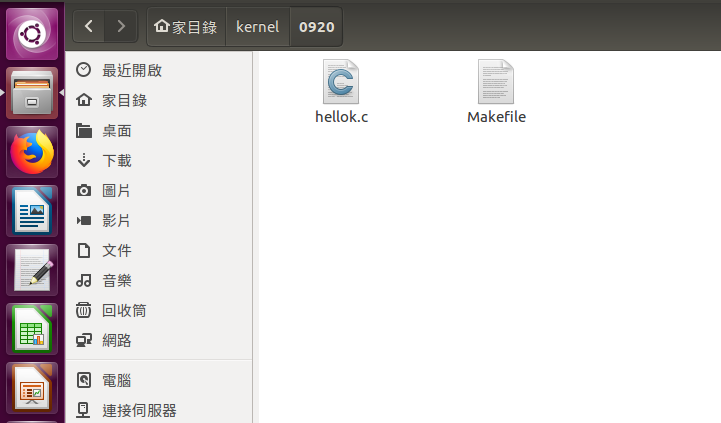 家目錄 kernel 0920
最近開啟
家目錄
桌面
下載
圖片
影片
文件
音樂
回收筒
網路
電腦
連接伺服器
hellok.c
Makefile